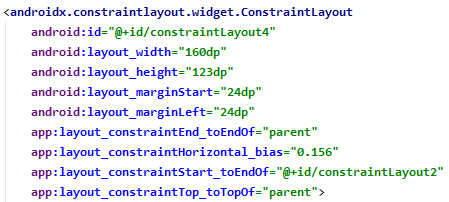 <androidx.constraintlayout.widget.ConstraintLayout
android:id="@+id/constraintLayout4"
android:layout_width="160dp"
android:layout_height="123dp"
android:layout_marginStart="24dp"
android:layout_marginLeft="24dp"
app:layout_constraintEnd_toEndOf="parent"
app:layout_constraintHorizontal_bias="0.156"
app:layout_constraintStart_toEndOf="@+id/constraintLayout2"
app:layout_constraintTop_toTopOf="parent">